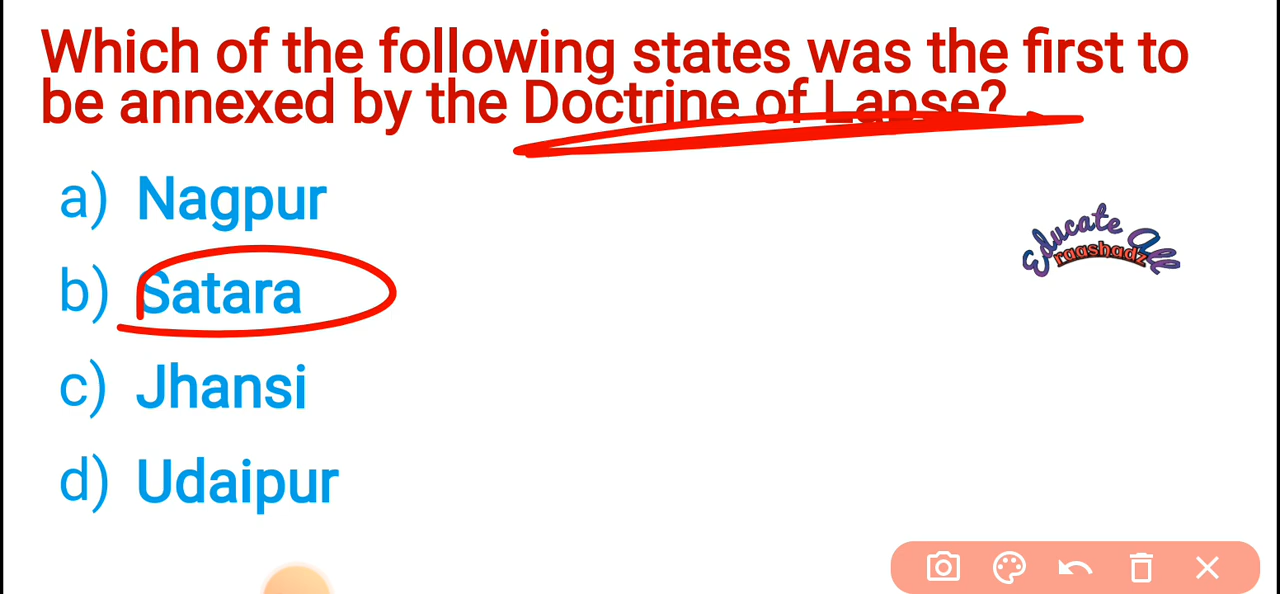 Which of the following states was the first to
be annexed by the Doctrine of Lapse?
a) Nagpur
b) Satara
c) Jhansi
d) Udaipur
Educate All
raashadz